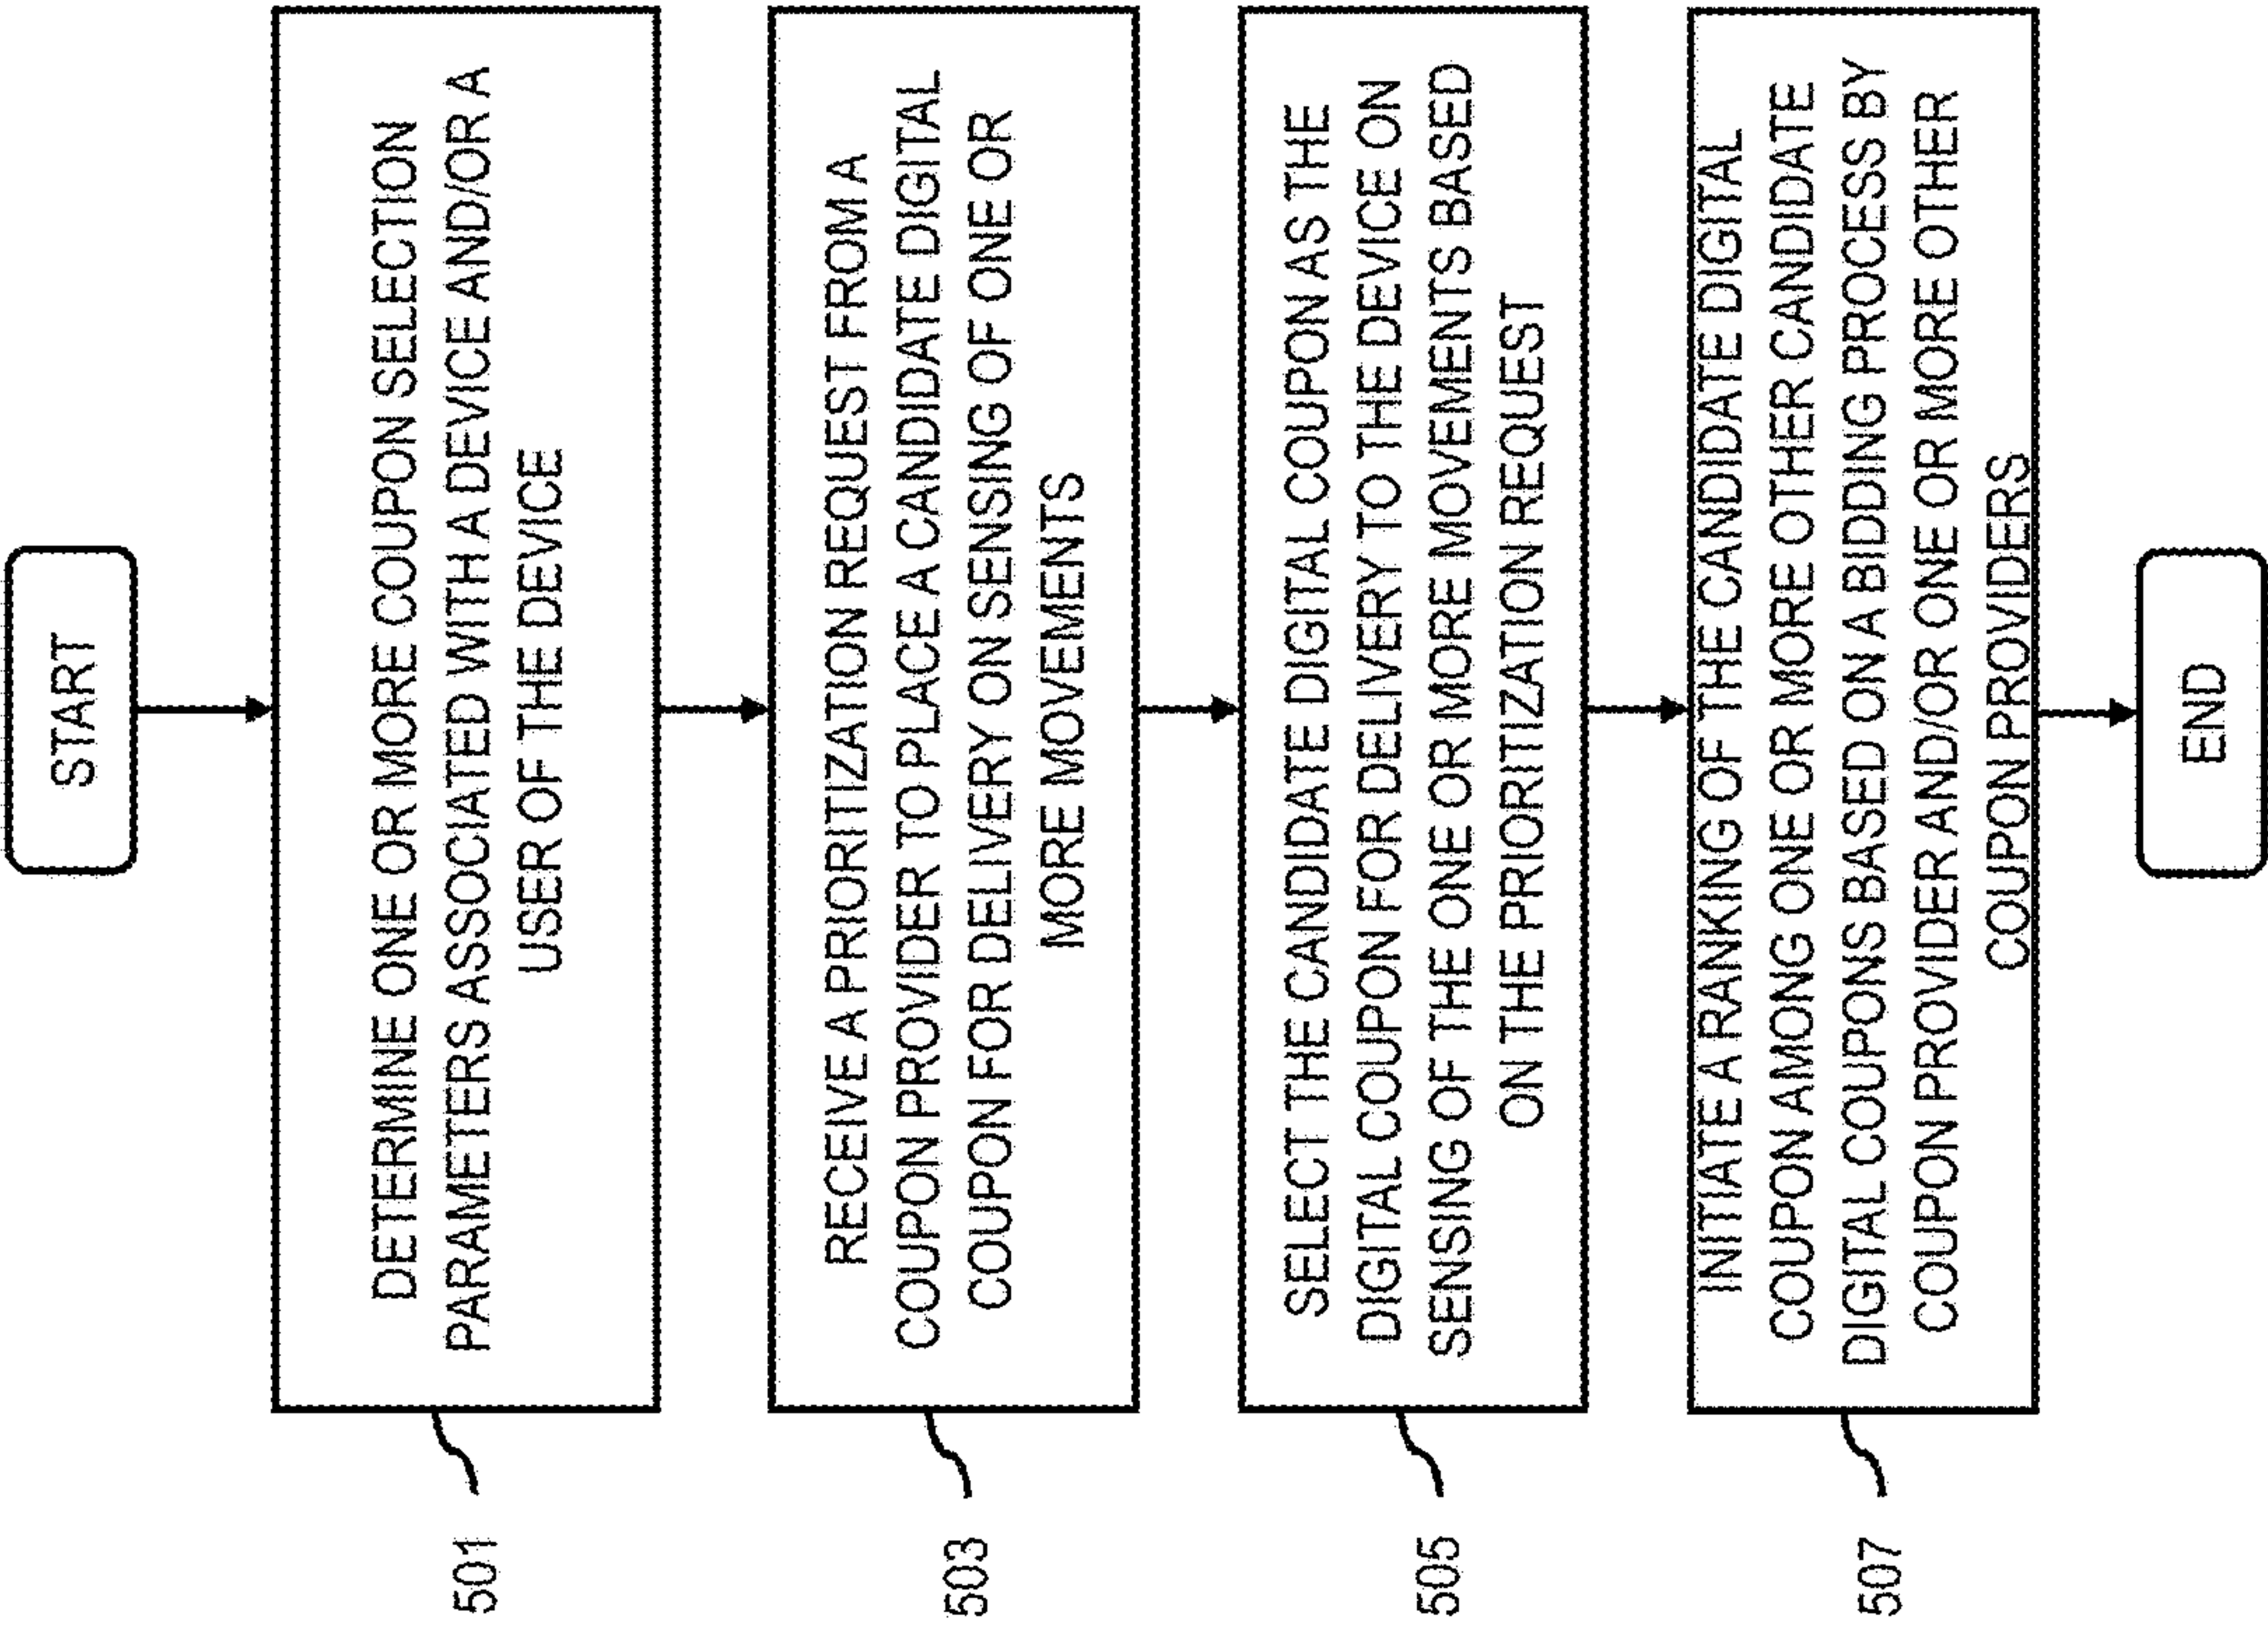 START
DETERMINE ONE OR MORE COUPON SELECTION
PARAMETERS ASSOCIATED WITH A DEVICE AND/OR A
USER OF THE DEVICE
501
RECEIVE A PRIORITIZATION REQUEST FROM A
COUPON PROVIDER TO PLACE A CANDIDATE DIGITAL
COUPON FOR DELIVERY ON SENSING OF ONE OR
MORE MOVEMENTS
503
SELECT THE CANDIDATE DIGITAL COUPON AS THE
DIGITAL COUPON FOR DELIVERY TO THE DEVICE ON
SENSING OF THE ONE OR MORE MOVEMENTS BASED
ON THE PRIORITIZATION REQUEST
505
INITIATE A RANKING OF THE CANDIDATE DIGITAL
COUPON AMONG ONE OR MORE OTHER CANDIDATE
DIGITAL COUPONS BASED ON A BIDDING PROCESS BY
COUPON PROVIDER AND/OR ONE OR MORE OTHER
COUPON PROVIDERS
507
END